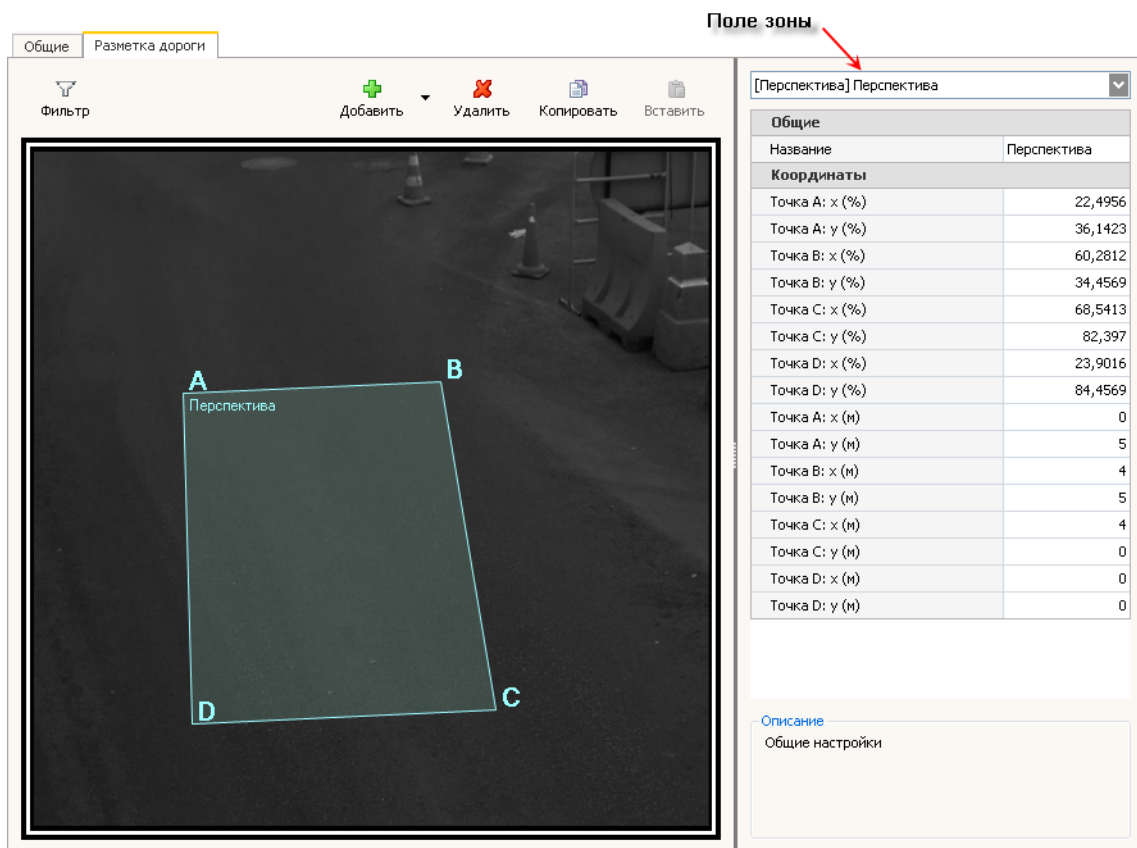 Поле зоны
Общие
Разметка дороги
Фильтр
Добавить
Удалить
Копировать
Вставить
A
B
Перспектива
D
C
[Перспектива] Перспектива
Общие
Название Перспектива
Координаты
Точка A: x (%) 22,4956
Точка A: y (%) 36,1423
Точка B: x (%) 60,2812
Точка B: y (%) 34,4569
Точка C: x (%) 68,5413
Точка C: y (%) 82,397
Точка D: x (%) 23,9016
Точка D: y (%) 84,4569
Точка A: x (м) 0
Точка A: y (м) 5
Точка B: x (м) 4
Точка B: y (м) 5
Точка C: x (м) 4
Точка C: y (м) 0
Точка D: x (м) 0
Точка D: y (м) 0
Описание
Общие настройки